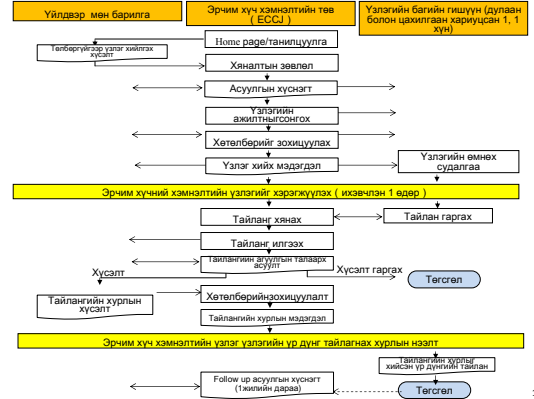 Үйлдвэр мөн барилга
Эрчим хүч хэмнэлтийн төв
( ECCJ )
Үзлэгийн багийн гишүүн (дулаан
болон цахилгаан хариуцсан 1, 1
хүн)
Home page/танилцуулга
Төлбөргүйгээр үзлэг хийлгэх
хүсэлт
Хяналтын зөвлөл
Асуулгын хүснэгт
Үзлэгийн
ажилтныгсонгох
Хөтөлбөрийг зохицуулах
Үзлэг хийх мэдэгдэл
Үзлэгийн өмнөх
судалгаа
Эрчим хүчний хэмнэлтийн үзлэгийг хэрэгжүүлэх ( ихэвчлэн 1 өдөр )
Тайланг хянах
Тайлан гаргах
Тайланг илгээх
Тайлангийн агуулгын талаарх
асуулт
Хүсэлт
Хүсэлт гаргах
Төгсгөл
Тайлангийн хурлын
хүсэлт
Хөтөлбөрийнзохицуулалт
Тайлангийн хурлын мэдэгдэл
Эрчим хүч хэмнэлтийн үзлэг үзлэгийн үр дүнг тайлагнах хурлын нээлт
Тайлангийн хурлыг
хийсэн үр дүнгийн тайлан
Follow up асуулгын хүснэгт
(1жилийн дараа)
Төгсгөл